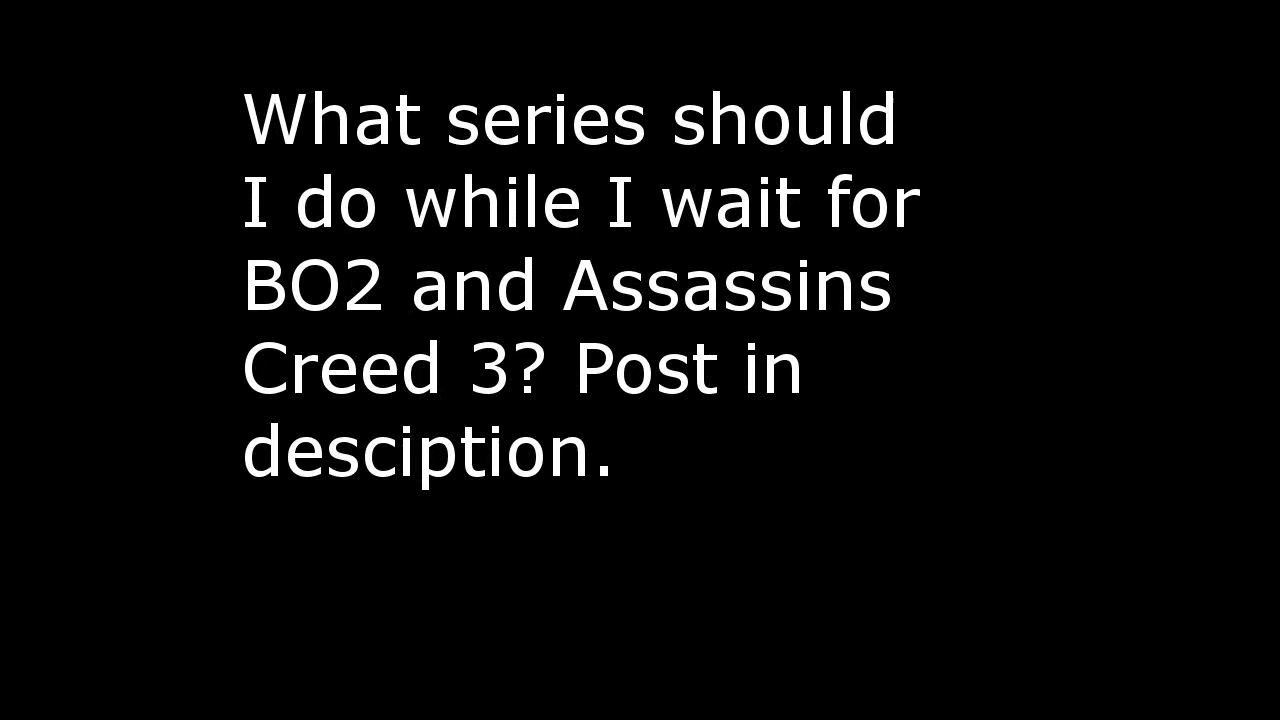 What series should
I do while I wait for
BO2 and Assassins
Creed 3? Post in
desciption.